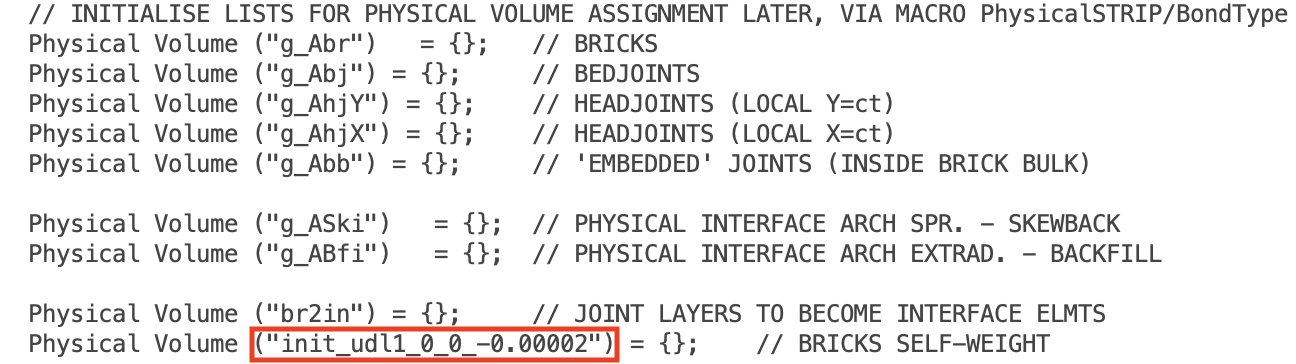 // INITIALISE LISTS FOR PHYSICAL VOLUME ASSIGNMENT LATER, VIA MACRO PhysicalSTRIP/BondType
Physical Volume ("g_Abr")   = {};   // BRICKS
Physical Volume ("g_Abj") = {};     // BEDJOINTS
Physical Volume ("g_AhjY") = {};    // HEADJOINTS (LOCAL Y=ct)
Physical Volume ("g_AhjX") = {};    // HEADJOINTS (LOCAL X=ct)
Physical Volume ("g_Abb") = {};     // 'EMBEDDED' JOINTS (INSIDE BRICK BULK)
Physical Volume ("g_ASki")   = {};  // PHYSICAL INTERFACE ARCH SPR. - SKEWBACK
Physical Volume ("g_ABfi")   = {};  // PHYSICAL INTERFACE ARCH EXTRAD. - BACKFILL
Physical Volume ("br2in") = {};     // JOINT LAYERS TO BECOME INTERFACE ELMTS
Physical Volume ("init_udl1_0_0_-0.00002") = {};    // BRICKS SELF-WEIGHT